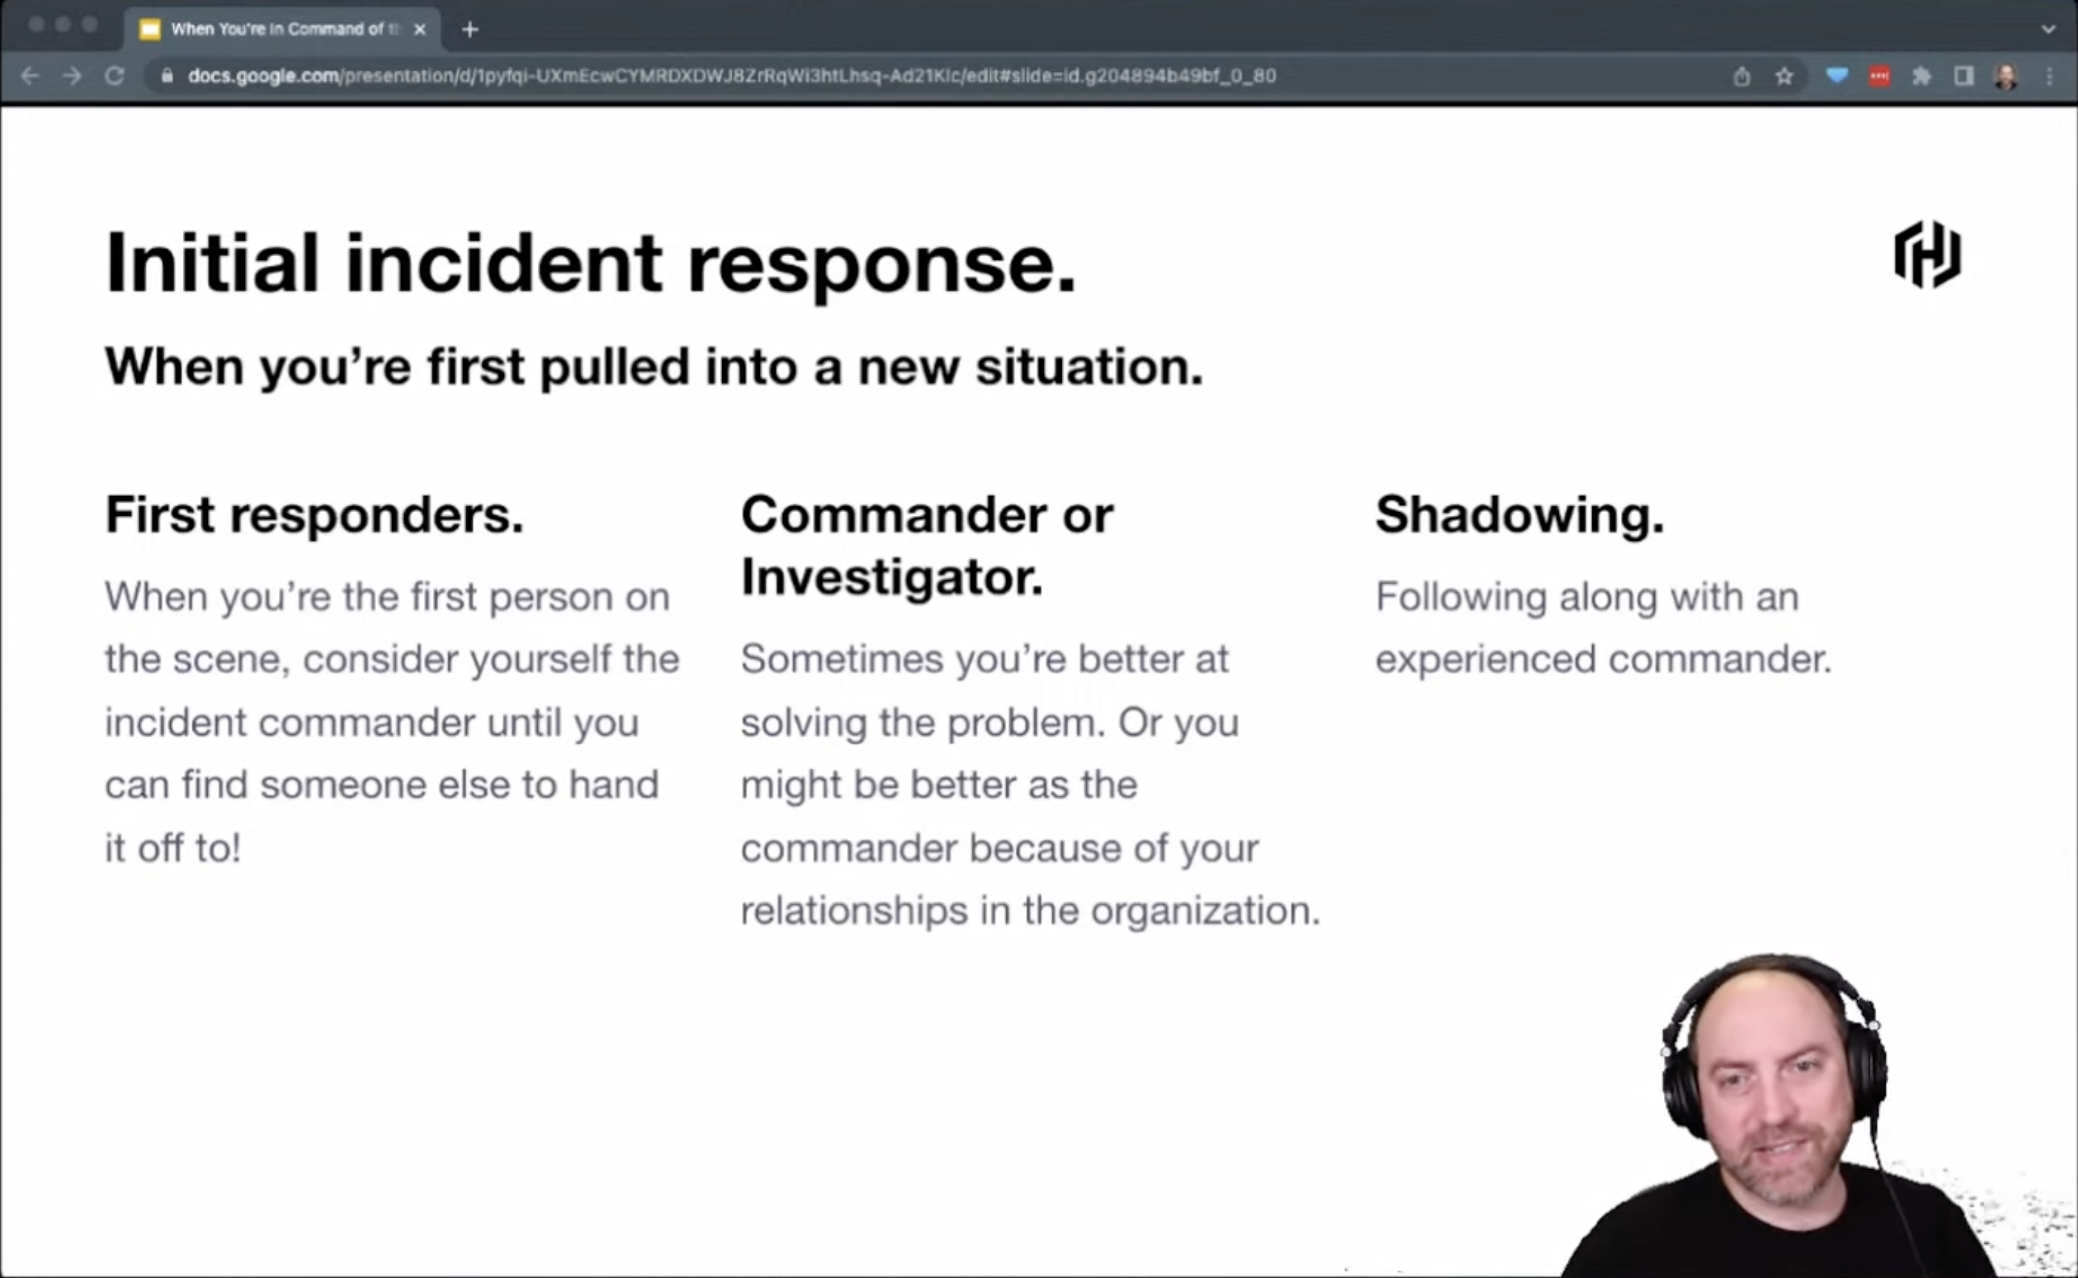 When You're in Command of th
docs.google.com/presentation/d/1pyfqi-UXmEcwCYMRDXDWJ8ZrRqWi3htLhsq-Ad21KIc/edit#slide=id.g204894b49bf_0_80
Initial incident response.
When you're first pulled into a new situation.
First responders.
When you're the first person on
the scene, consider yourself the
incident commander until you
can find someone else to hand
it off to!
Commander or
Investigator.
Sometimes you're better at
solving the problem. Or you
might be better as the
commander because of your
relationships in the organization.
Shadowing.
Following along with an
experienced commander.